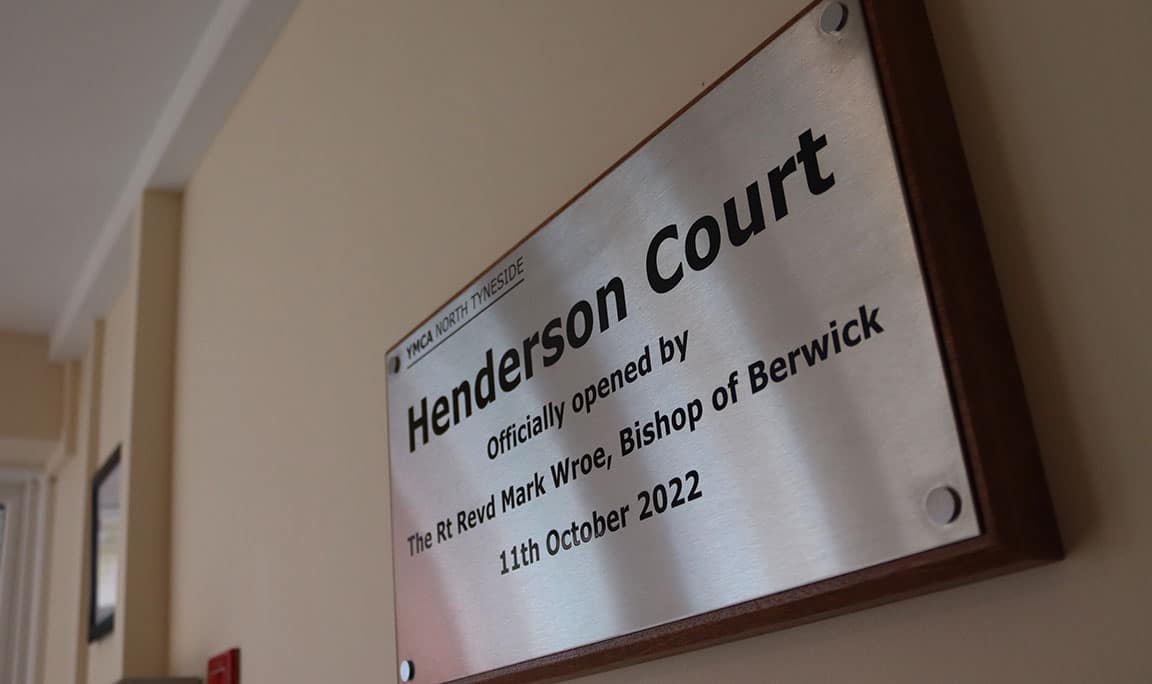 YMCA NORTH TYNESIDE
Henderson Court
Officially opened by
The Rt Revd Mark Wroe, Bishop of Berwick
11th October 2022